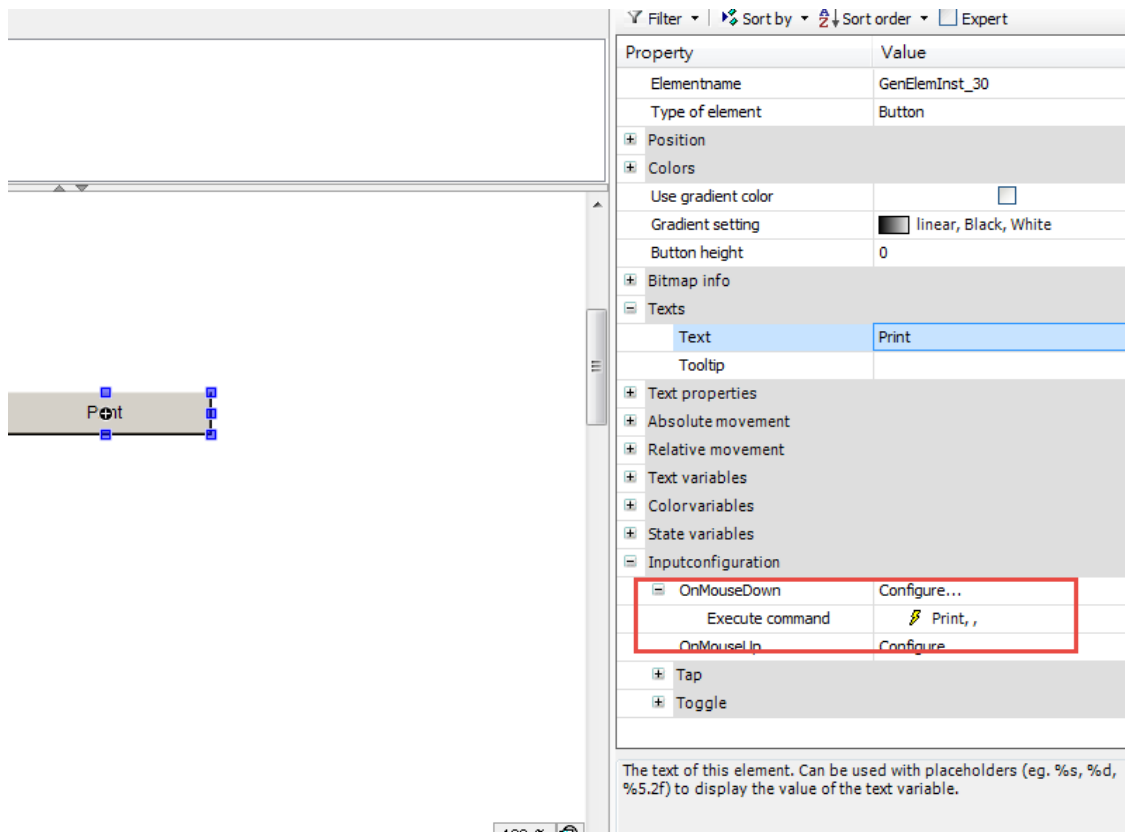 Filter Sort by Sort order Expert
Property Value
Elementname GenElemInst_30
Type of element Button
Position
Colors
Use gradient color
Gradient setting linear, Black, White
Button height 0
Bitmap info
Texts
Text Print
Tooltip
Text properties
Absolute movement
Relative movement
Text variables
Colorvariables
State variables
Inputconfiguration
OnMouseDown Configure...
Execute command Print, ,
OnMouseUp Configure
Tap
Toggle
The text of this element. Can be used with placeholders (eg. %s, %d,
%5.2f) to display the value of the text variable.